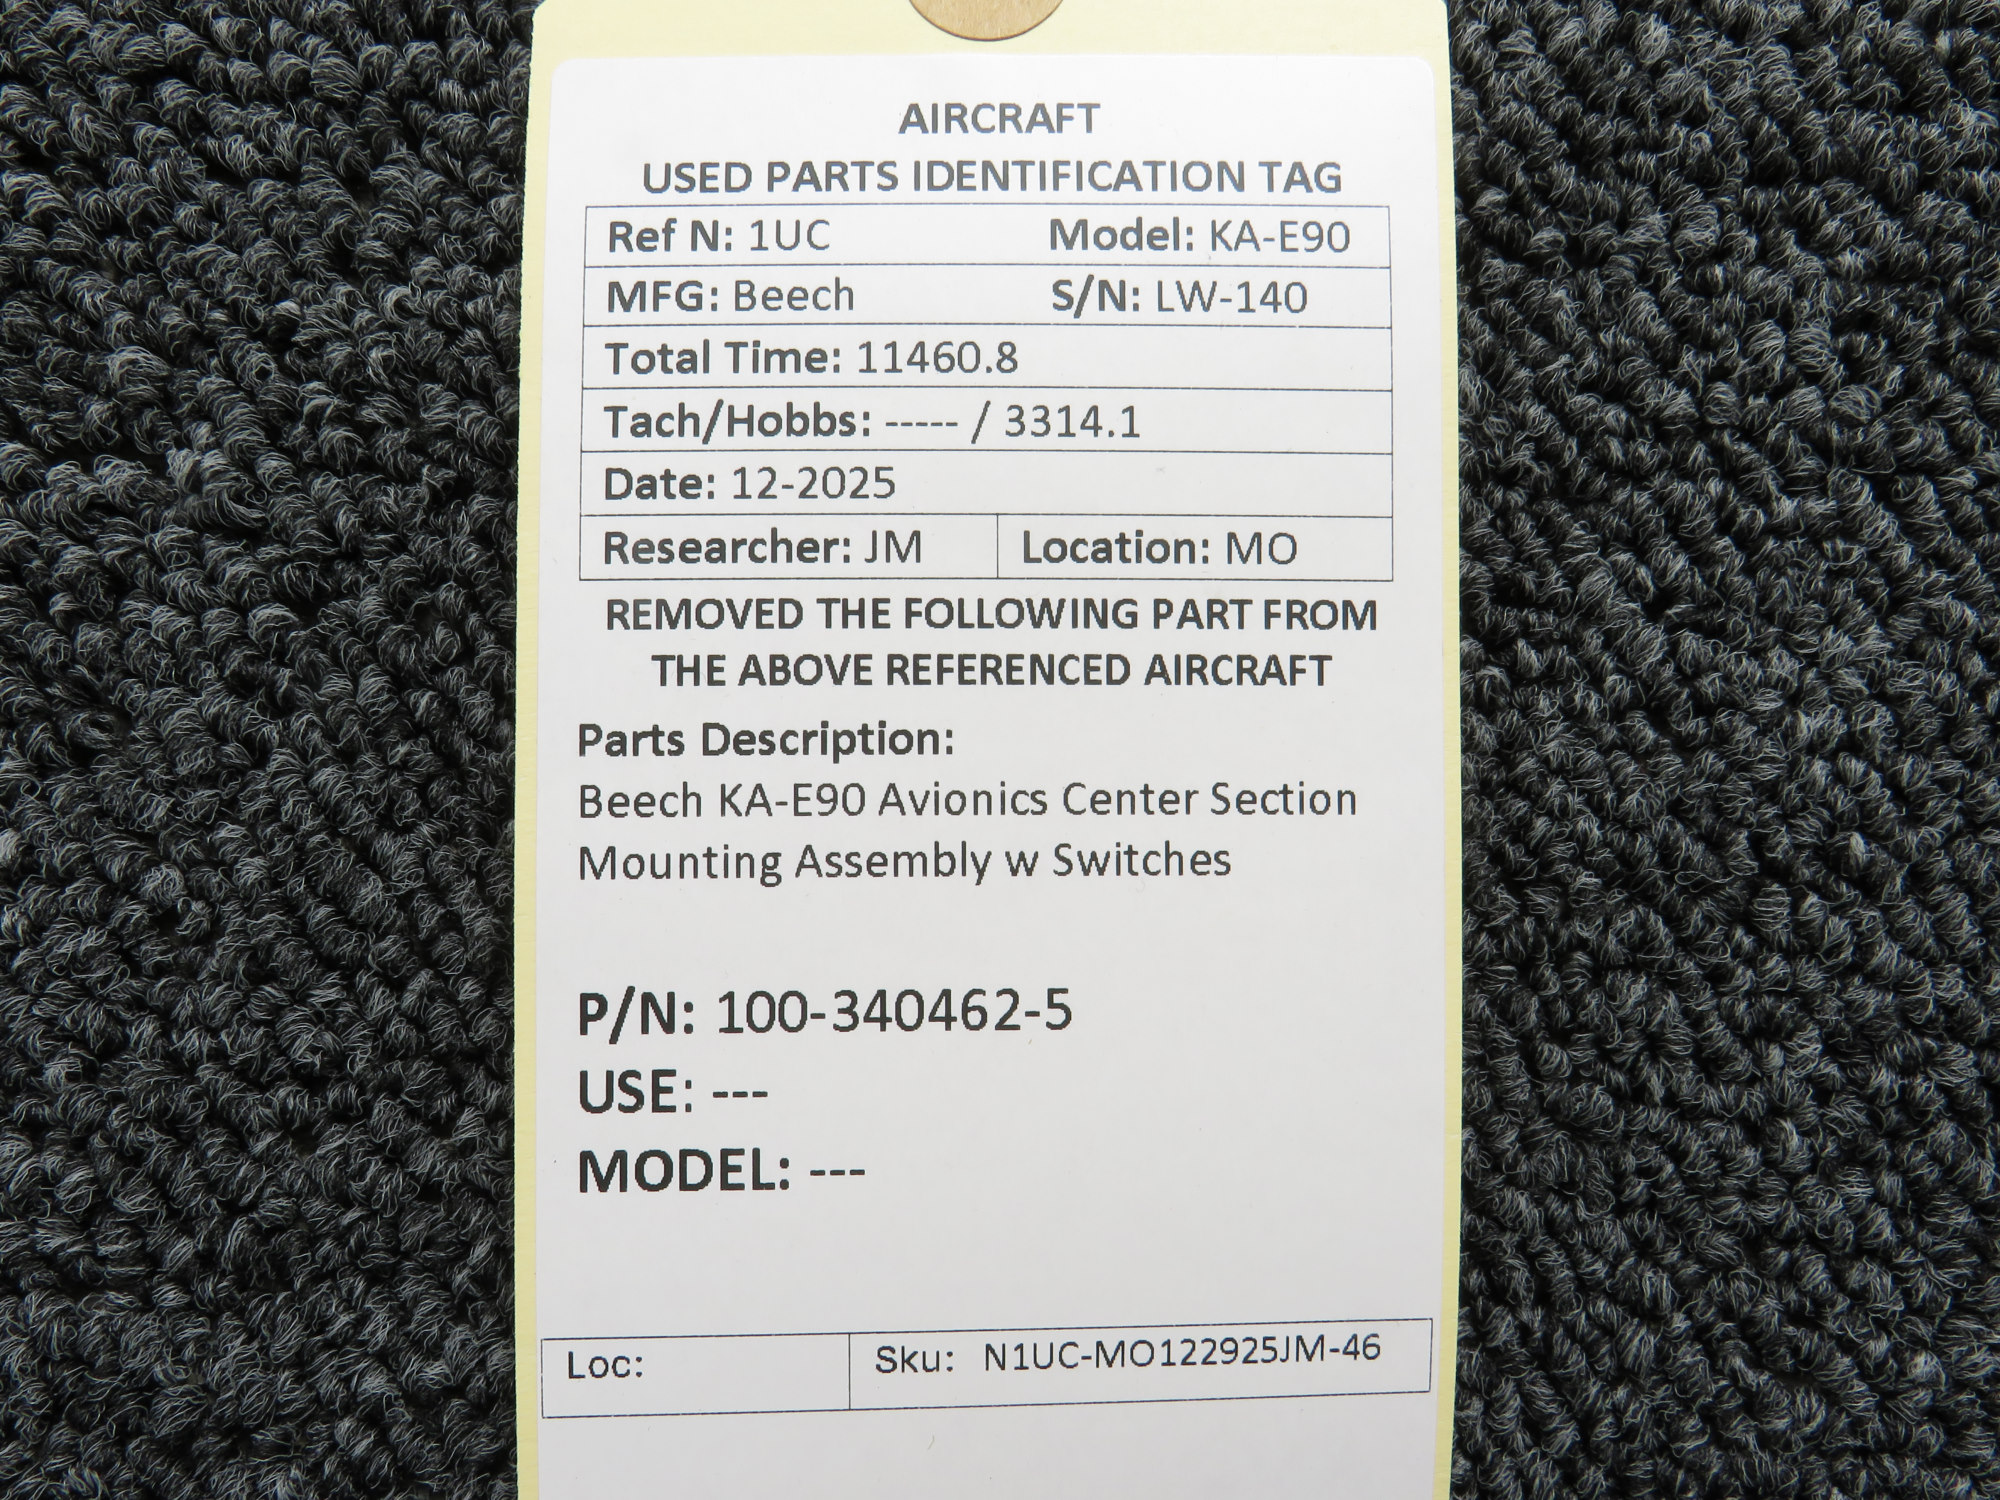 AIRCRAFT
USED PARTS IDENTIFICATION TAG
Ref N: 1UC Model: KA-E90
MFG: Beech S/N: LW-140
Total Time: 11460.8
Tach/Hobbs: ----- / 3314.1
Date: 12-2025
Researcher: JM Location: MO
REMOVED THE FOLLOWING PART FROM
THE ABOVE REFERENCED AIRCRAFT
Parts Description:
Beech KA-E90 Avionics Center Section
Mounting Assembly w Switches
P/N: 100-340462-5
USE: ---
MODEL: ---
Loc: Sku: N1UC-MO122925JM-46